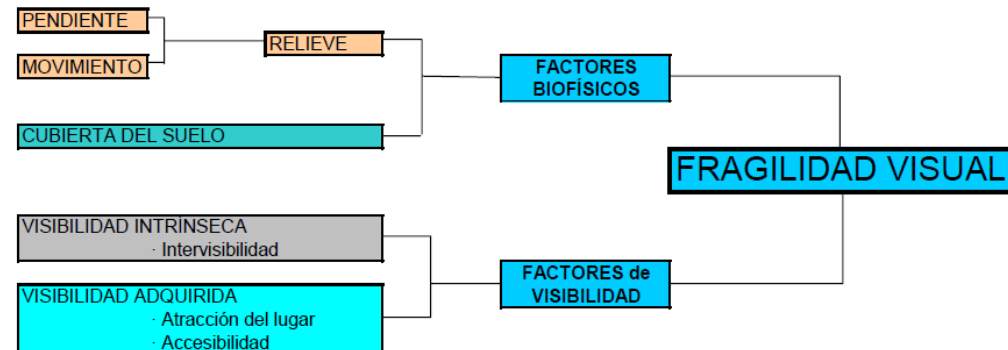 PENDIENTE
MOVIMIENTO
RELIEVE
CUBIERTA DEL SUELO
FACTORES
BIOFÍSICOS
FRAGILIDAD VISUAL
VISIBILIDAD INTRÍNSECA
· Intervisibilidad
VISIBILIDAD ADQUIRIDA
· Atracción del lugar
· Accesibilidad
FACTORES de
VISIBILIDAD